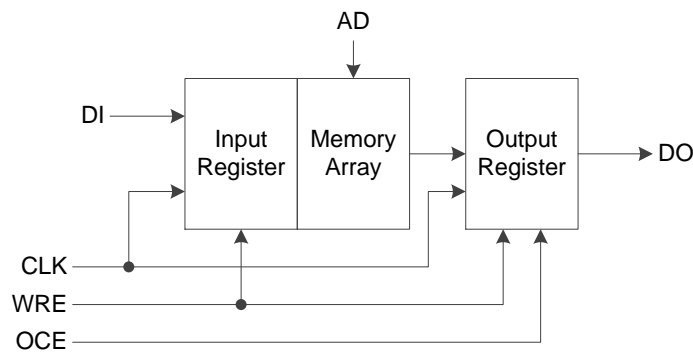 AD
DI
Input
Register
Memory
Array
Output
Register
DO
CLK
WRE
OCE